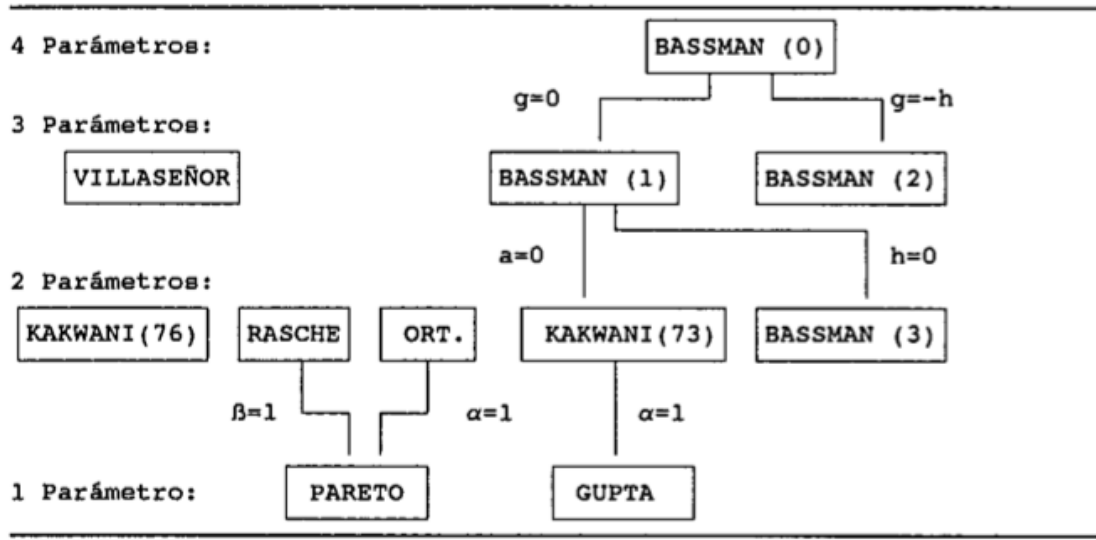 4 Parámetros:
BASSMAN (0)
g=0
g=-h
3 Parámetros:
VILLASEÑOR
BASSMAN (1)
BASSMAN (2)
a=0
h=0
2 Parámetros:
KAKWANI(76)
RASCHE
ORT.
KAKWANI(73)
BASSMAN (3)
ß=1
α=1
α=1
1 Parámetro:
PARETO
GUPTA